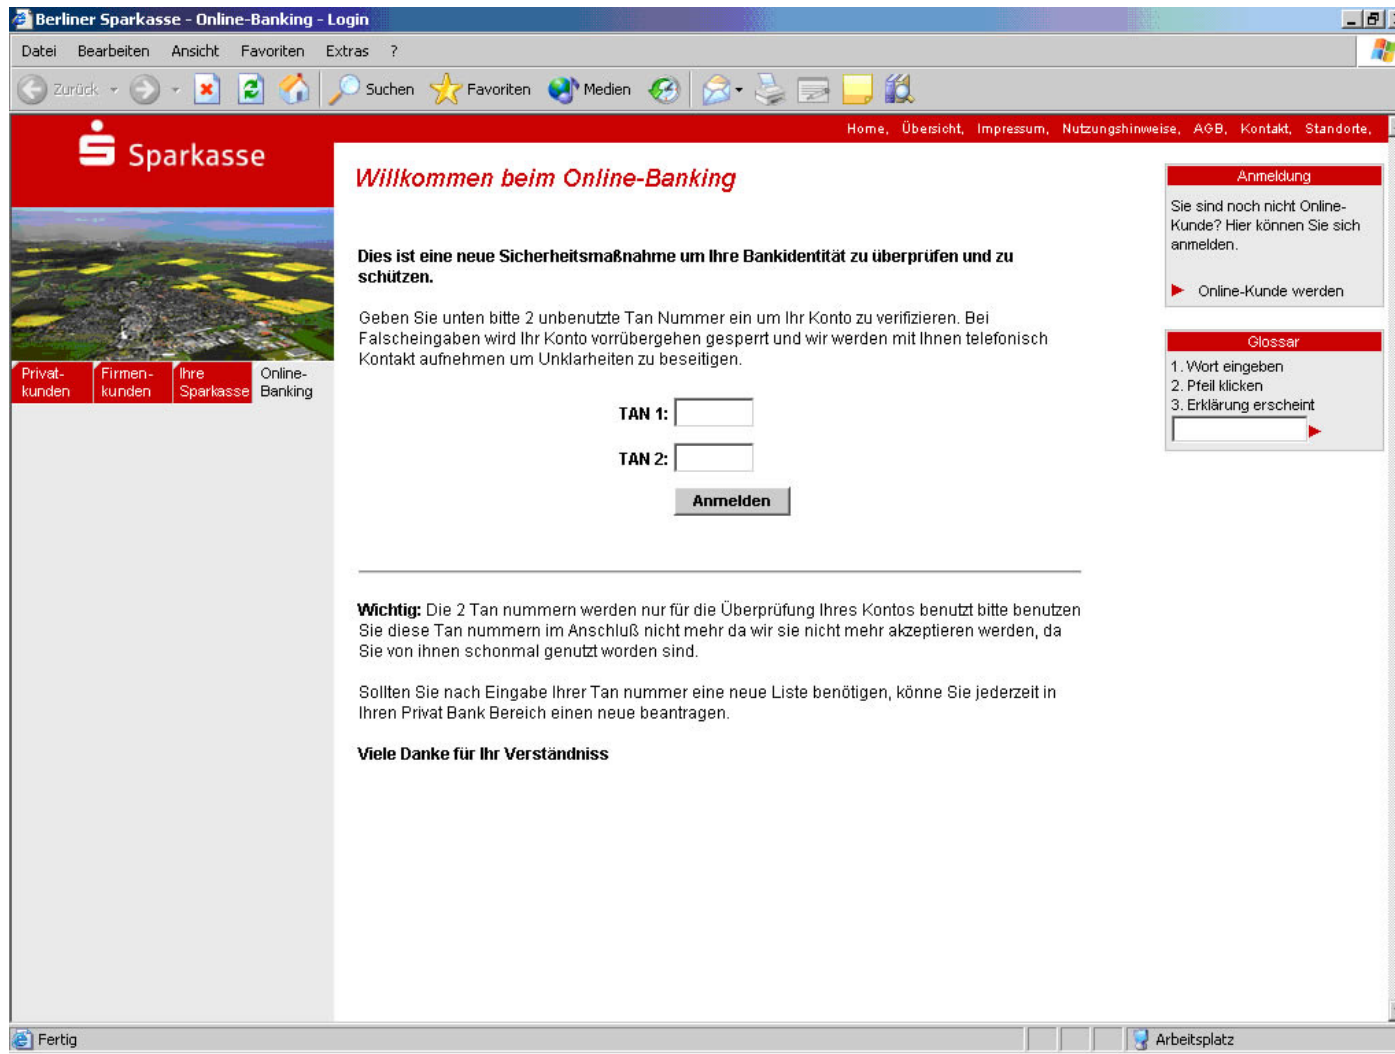 Berliner Sparkasse - Online-Banking - Login
Datei Bearbeiten Ansicht Favoriten Extras ?
Zurück Suchen Favoriten Medien
Home, Übersicht, Impressum, Nutzungshinweise, AGB, Kontakt, Standorte,
Sparkasse
Privat-
kunden
Firmen-
kunden
Ihre
Sparkasse
Online-
Banking
Willkommen beim Online-Banking
Dies ist eine neue Sicherheitsmaßnahme um Ihre Bankidentität zu überprüfen und zu
schützen.
Geben Sie unten bitte 2 unbenutzte Tan Nummer ein um Ihr Konto zu verifizieren. Bei
Falscheingaben wird Ihr Konto vorrübergehen gesperrt und wir werden mit Ihnen telefonisch
Kontakt aufnehmen um Unklarheiten zu beseitigen.
TAN 1:
TAN 2:
Anmelden
Wichtig: Die 2 Tan nummern werden nur für die Überprüfung Ihres Kontos benutzt bitte benutzen
Sie diese Tan nummern im Anschluß nicht mehr da wir sie nicht mehr akzeptieren werden, da
Sie von ihnen schonmal genutzt worden sind.
Sollten Sie nach Eingabe Ihrer Tan nummer eine neue Liste benötigen, könne Sie jederzeit in
Ihren Privat Bank Bereich einen neue beantragen.
Viele Danke für Ihr Verständniss
Anmeldung
Sie sind noch nicht Online-
Kunde? Hier können Sie sich
anmelden.
Online-Kunde werden
Glossar
1. Wort eingeben
2. Pfeil klicken
3. Erklärung erscheint
Fertig
Arbeitsplatz